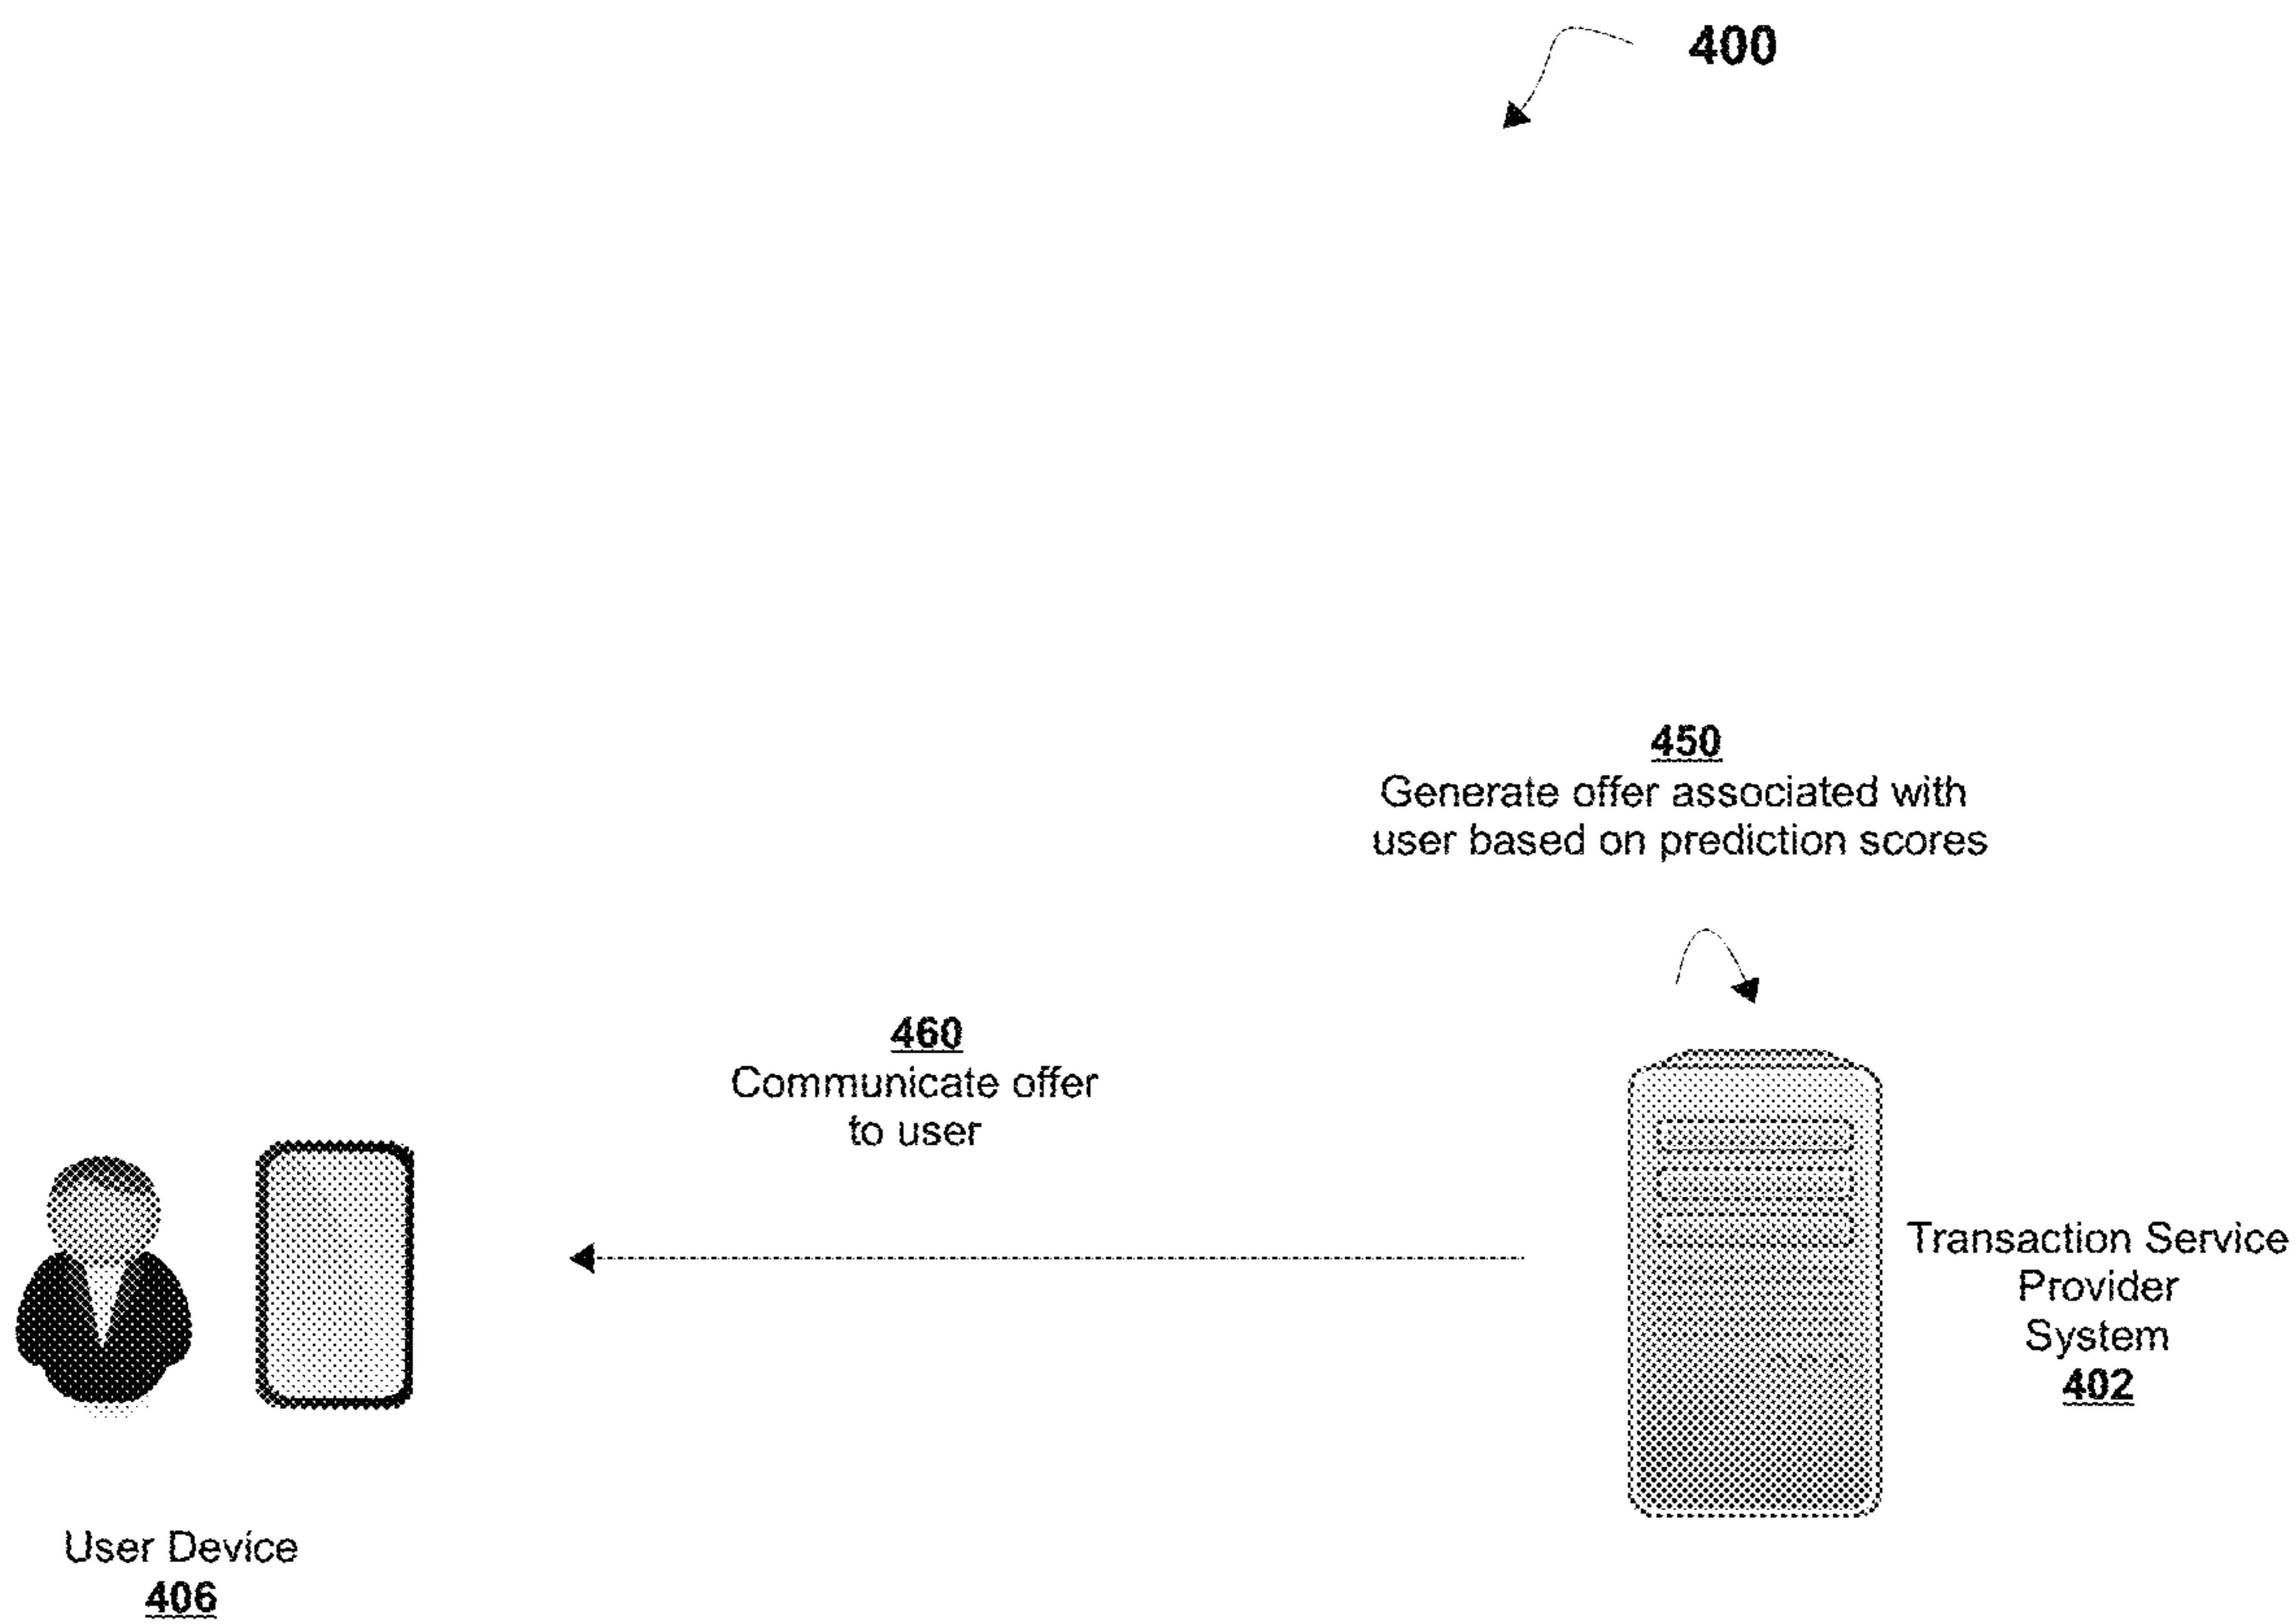 400
450
Generate offer associated with
user based on prediction scores
460
Communicate offer
to user
Transaction Service
Provider
System
402
User Device
406